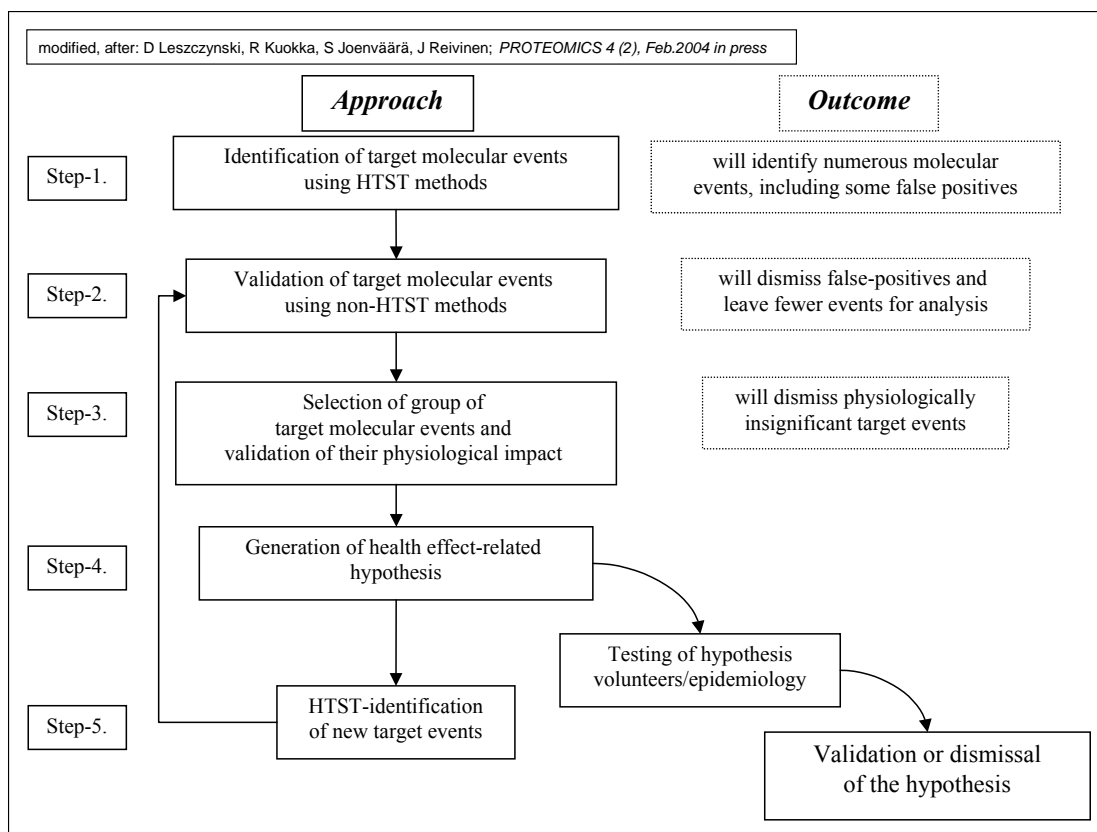 modified, after: D Leszczynski, R Kuokka, S Joenväärä, J Reivinen; PROTEOMICS 4 (2), Feb.2004 in press
Approach
Outcome
Step-1.
Identification of target molecular events
using HTST methods
will identify numerous molecular
events, including some false positives
Step-2.
Validation of target molecular events
using non-HTST methods
will dismiss false-positives and
leave fewer events for analysis
Step-3.
Selection of group of
target molecular events and
validation of their physiological impact
will dismiss physiologically
insignificant target events
Step-4.
Generation of health effect-related
hypothesis
Testing of hypothesis
volunteers/epidemiology
Step-5.
HTST-identification
of new target events
Validation or dismissal
of the hypothesis